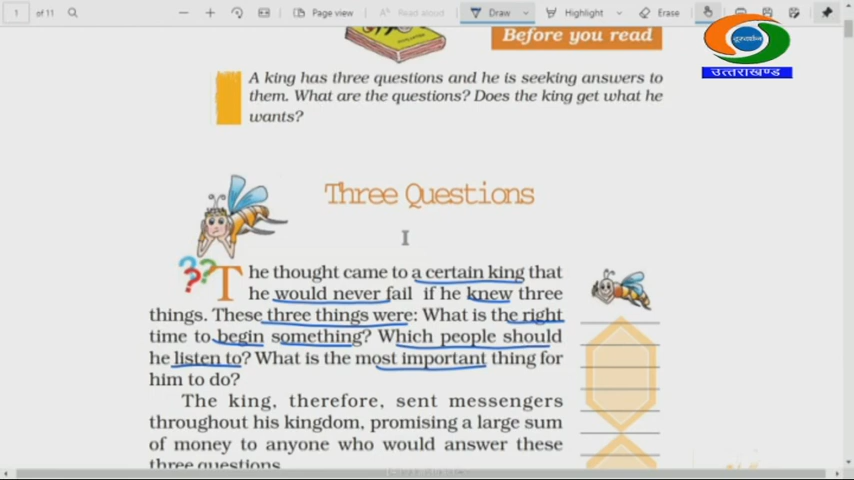 1 of 11
Page view
Read aloud
Draw
Highlight
Erase
Before you read
उत्तराखण्ड
A king has three questions and he is seeking answers to
them. What are the questions? Does the king get what he
wants?
Three Questions
I
The thought came to a certain king that
he would never fail if he knew three
things. These three things were: What is the right
time to begin something? Which people should
he listen to? What is the most important thing for
him to do?
The king, therefore, sent messengers
throughout his kingdom, promising a large sum
of money to anyone who would answer these
three questions.